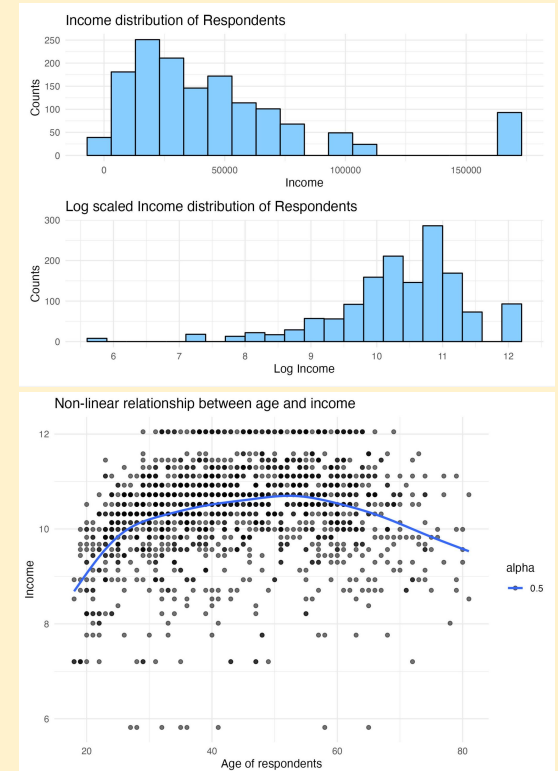 Income distribution of Respondents
250
200
150
100
50
0
Counts
0 50000 100000 150000
Income
Log scaled Income distribution of Respondents
300
200
100
0
Counts
6 7 8 9 10 11 12
Log Income
Non-linear relationship between age and income
12
10
8
6
Income
alpha
0.5
20 40 60 80
Age of respondents